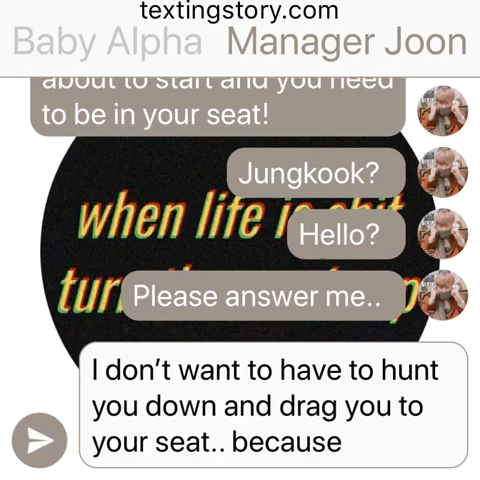 textingstory.com
Baby Alpha Manager Joon
about to start and you need
to be in your seat!
Jungkook?
when life is shit
Hello?
Please answer me..
I don't want to have to hunt
you down and drag you to
your seat.. because